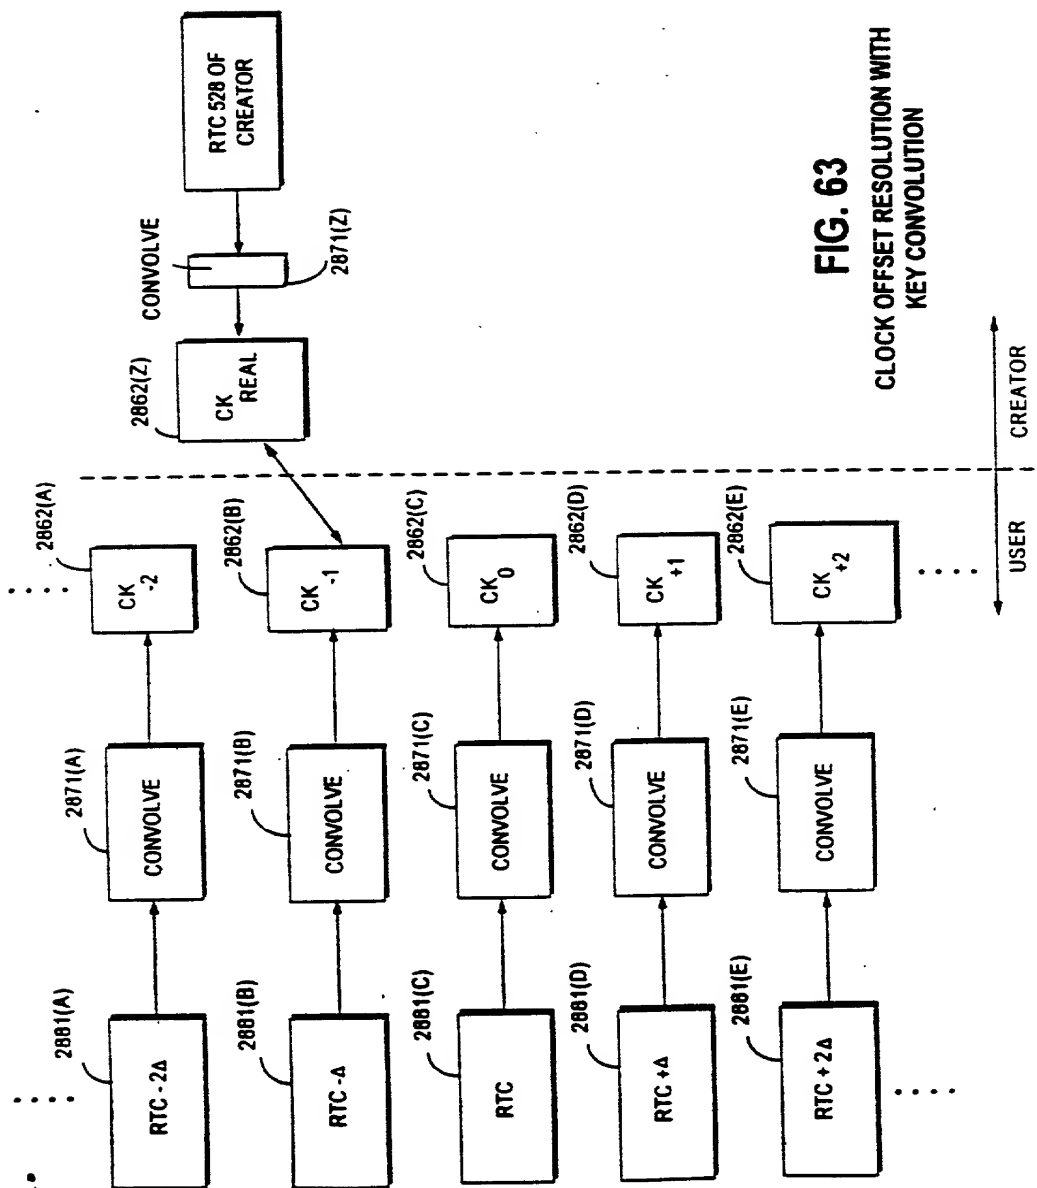 2881(A)
RTC - 2Δ
2871(A)
CONVOLVE
2862(A)
CK -2
2881(B)
RTC -Δ
2871(B)
CONVOLVE
2862(B)
CK -1
2881(C)
RTC
2871(C)
CONVOLVE
2862(C)
CK 0
2881(D)
RTC +Δ
2871(D)
CONVOLVE
2862(D)
CK +1
2881(E)
RTC + 2Δ
2871(E)
CONVOLVE
2862(E)
CK +2
2862(Z)
CK REAL
CONVOLVE
2871(Z)
RTC 528 OF
CREATOR
USER
CREATOR
FIG. 63
CLOCK OFFSET RESOLUTION WITH
KEY CONVOLUTION